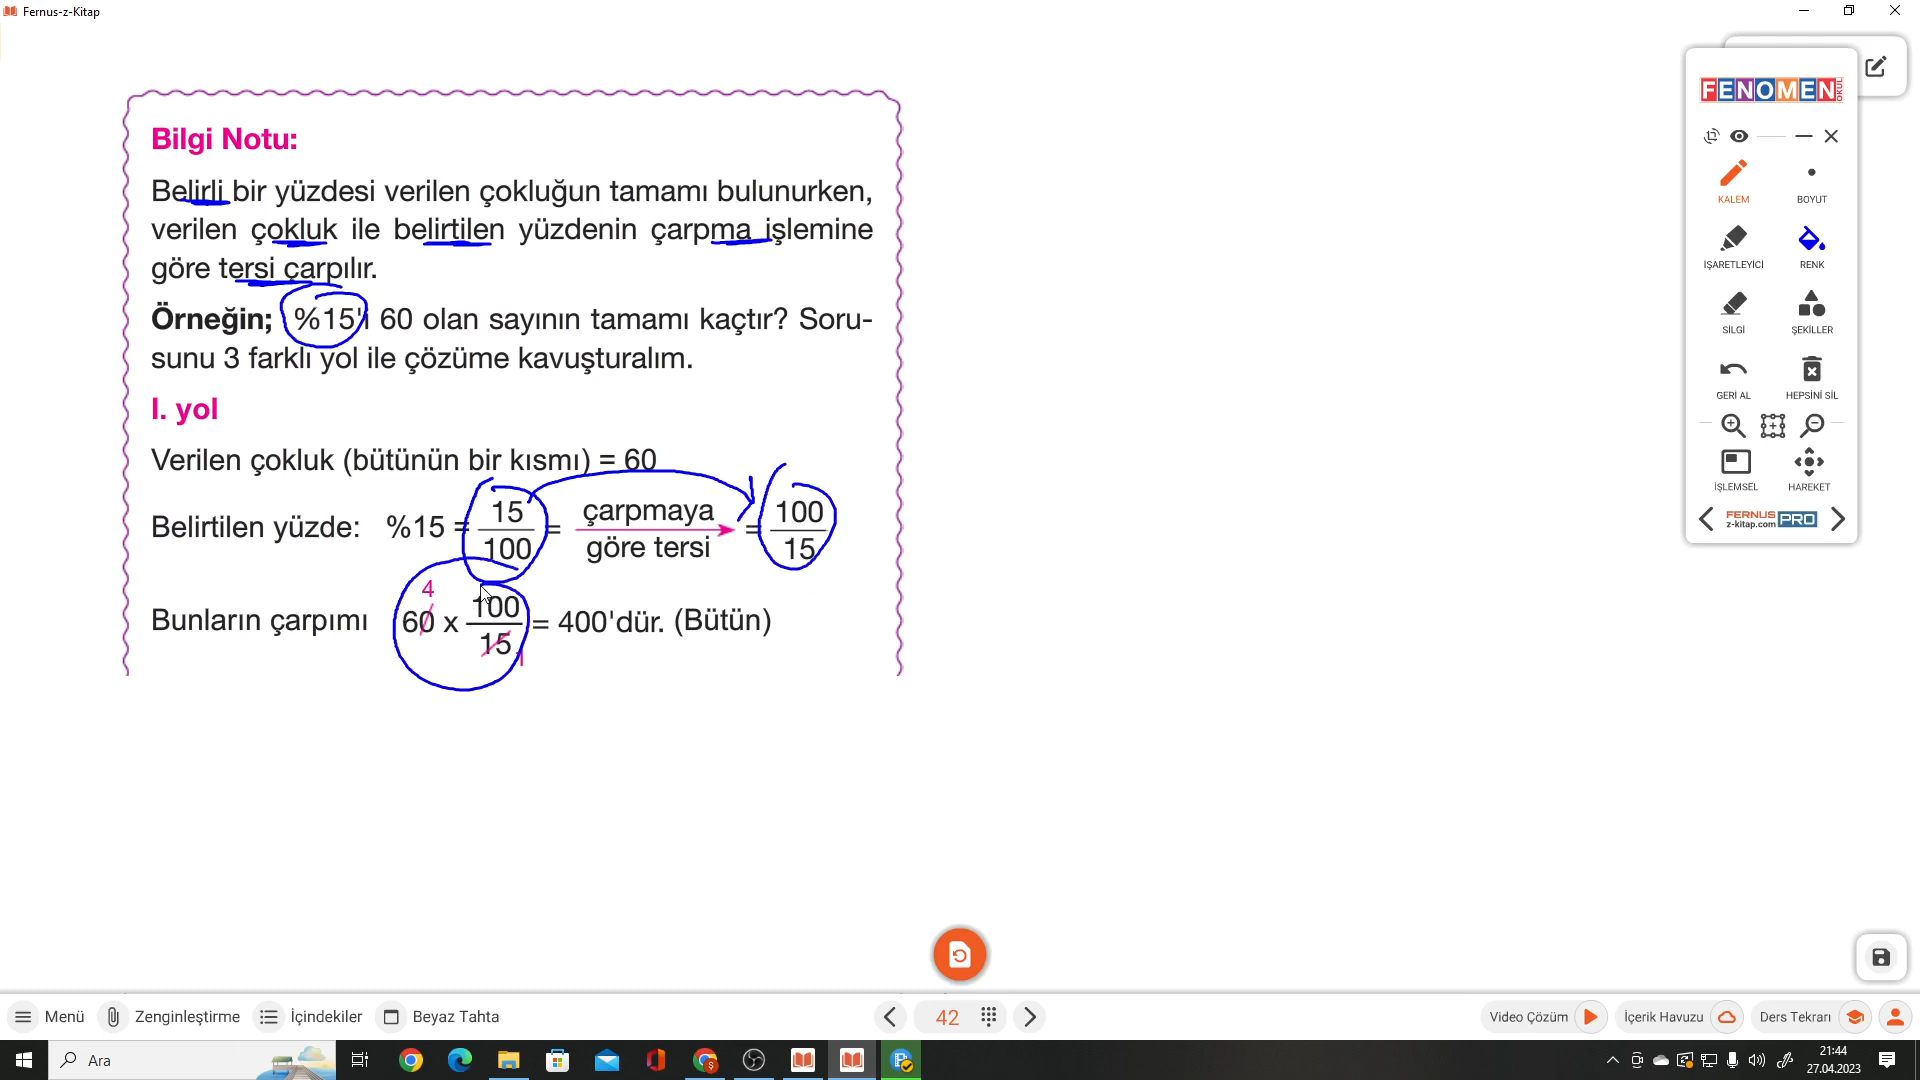 Fernus-z-Kitap
Bilgi Notu:
Belirli bir yüzdesi verilen çokluğun tamamı bulunurken,
verilen çokluk ile belirtilen yüzdenin çarpma işlemine
göre tersi çarpılır.
Örneğin; %15'i 60 olan sayının tamamı kaçtır? Soru-
sunu 3 farklı yol ile çözüme kavuşturalım.
I. yol
Verilen çokluk (bütünün bir kısmı) = 60
Belirtilen yüzde: %15 = 15/100 = çarpmaya göre tersi = 100/15
4
Bunların çarpımı 60 x 100/15 = 400'dür. (Bütün)
1
FENOMEN OKUL
KALEM BOYUT
İŞARETLEYİCİ RENK
SİLGİ ŞEKİLLER
GERİ AL HEPSİNİ SİL
İŞLEMSEL HAREKET
FERNUS
z-kitap.com PRO
Menü Zenginleştirme İçindekiler Beyaz Tahta 42 Video Çözüm İçerik Havuzu Ders Tekrarı
Ara
21:44
27.04.2023